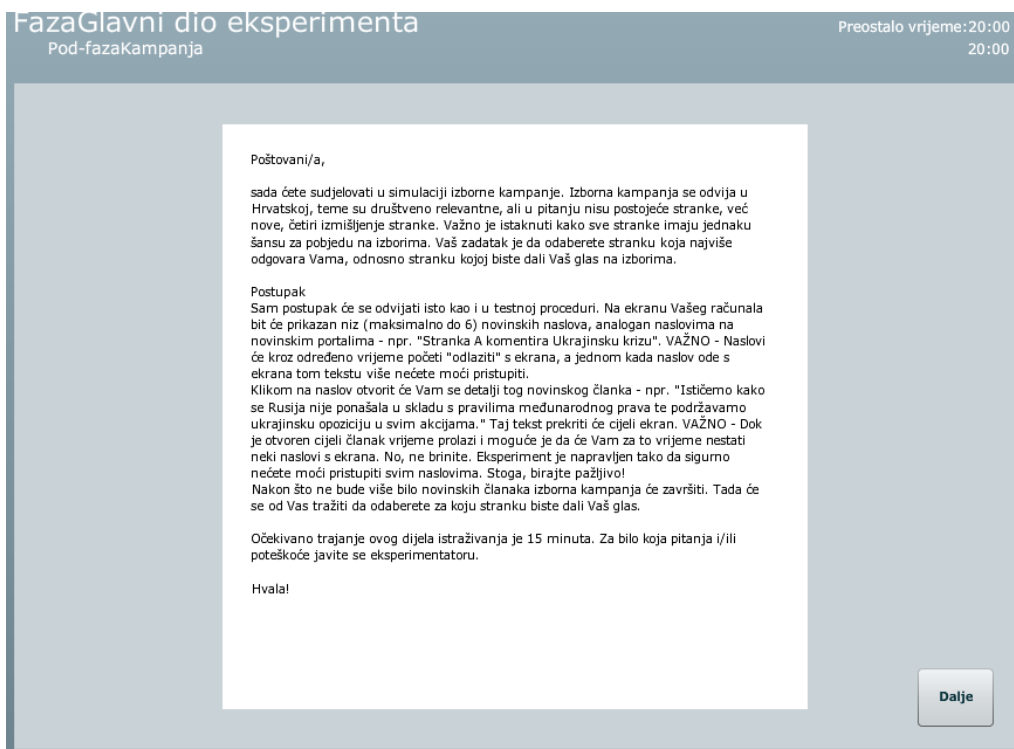 FazaGlavni dio eksperimenta
Pod-fazaKampanja
Preostalo vrijeme:20:00
20:00
Poštovani/a,
sada ćete sudjelovati u simulaciji izborne kampanje. Izborna kampanja se odvija u
Hrvatskoj, teme su društveno relevantne, ali u pitanju nisu postojeće stranke, već
nove, četiri izmišljenje stranke. Važno je istaknuti kako sve stranke imaju jednaku
šansu za pobjedu na izborima. Vaš zadatak je da odaberete stranku koja najviše
odgovara Vama, odnosno stranku kojoj biste dali Vaš glas na izborima.
Postupak
Sam postupak će se odvijati isto kao i u testnoj proceduri. Na ekranu Vašeg računala
bit će prikazan niz (maksimalno do 6) novinskih naslova, analogan naslovima na
novinskim portalima - npr. "Stranka A komentira Ukrajinsku krizu". VAŽNO - Naslovi
će kroz određeno vrijeme početi "odlaziti" s ekrana, a jednom kada naslov ode s
ekrana tom tekstu više nećete moći pristupiti.
Klikom na naslov otvorit će Vam se detalji tog novinskog članka - npr. "Ističemo kako
se Rusija nije ponašala u skladu s pravilima međunarodnog prava te podržavamo
ukrajinsku opoziciju u svim akcijama." Taj tekst prekriti će cijeli ekran. VAŽNO - Dok
je otvoren cijeli članak vrijeme prolazi i moguće je da će Vam za to vrijeme nestati
neki naslovi s ekrana. No, ne brinite. Eksperiment je napravljen tako da sigurno
nećete moći pristupiti svim naslovima. Stoga, birajte pažljivo!
Nakon što ne bude više bilo novinskih članaka izborna kampanja će završiti. Tada će
se od Vas tražiti da odaberete za koju stranku biste dali Vaš glas.
Očekivano trajanje ovog dijela istraživanja je 15 minuta. Za bilo koja pitanja i/ili
poteškoće javite se eksperimentatoru.
Hvala!
Dalje